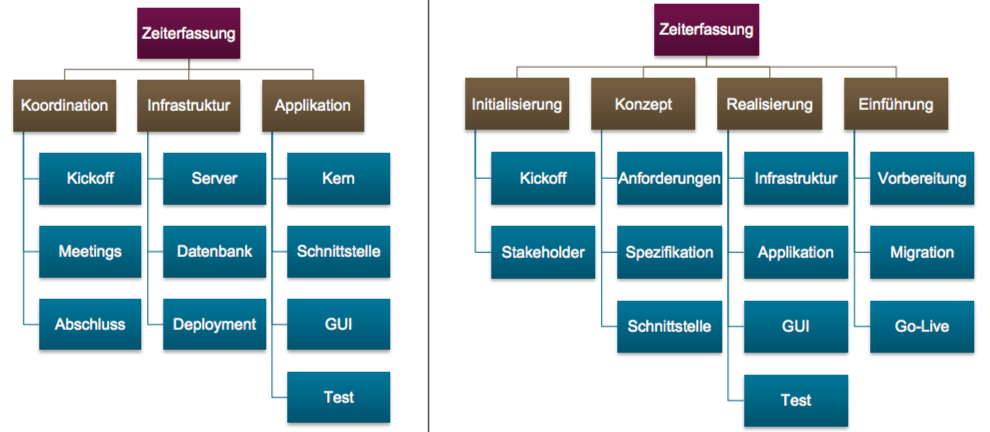 Zeiterfassung
Koordination
Infrastruktur
Applikation
Kickoff
Server
Kern
Meetings
Datenbank
Schnittstelle
Abschluss
Deployment
GUI
Test
Zeiterfassung
Initialisierung
Konzept
Realisierung
Einführung
Kickoff
Anforderungen
Infrastruktur
Vorbereitung
Stakeholder
Spezifikation
Applikation
Migration
Schnittstelle
GUI
Go-Live
Test